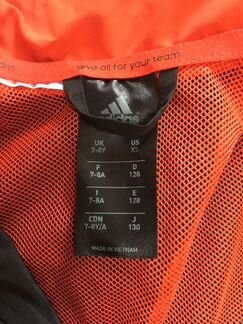 give all for your team
n
adidas
UK US
7-8Y XS
F D
7-8A 128
I E
7-8A 128
CDN J
7-8Y/A 130
MADE IN VIETNAM